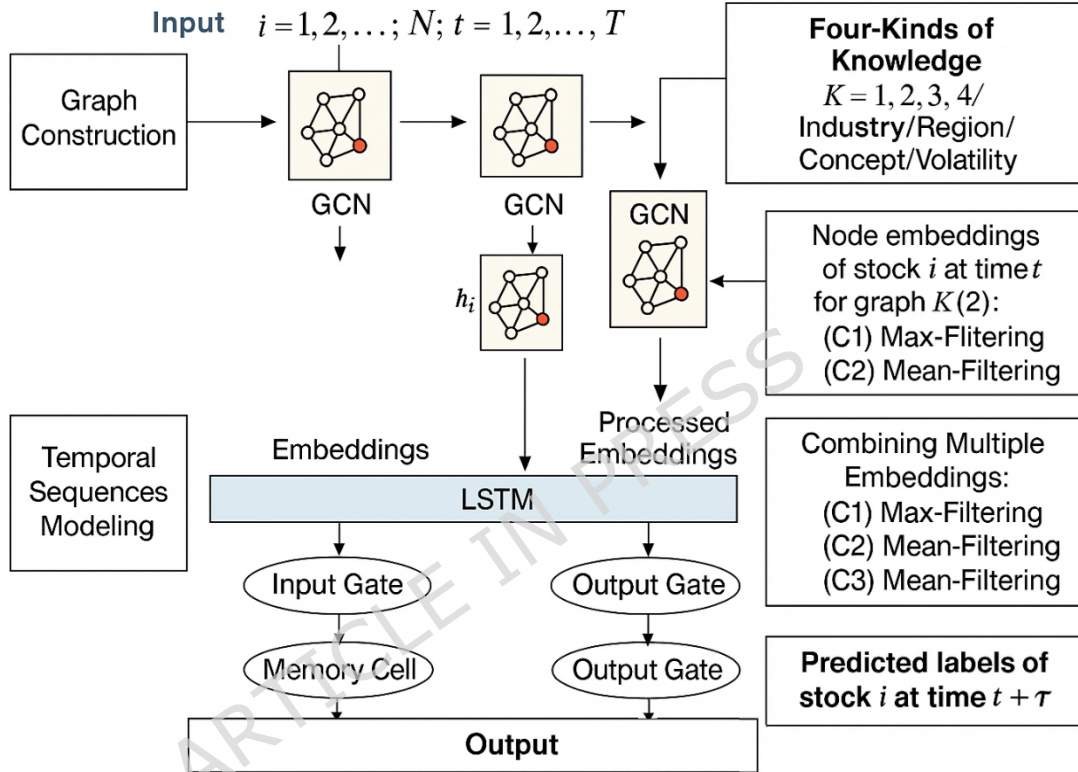 Input i = 1, 2, …; N; t = 1, 2, …, T
Graph
Construction
GCN
GCN
GCN
h_i
Four-Kinds of
Knowledge
K = 1, 2, 3, 4/
Industry/Region/
Concept/Volatility
Node embeddings
of stock i at time t
for graph K(2):
(C1) Max-Flitering
(C2) Mean-Filtering
Temporal
Sequences
Modeling
Embeddings
Processed
Embeddings
LSTM
Input Gate
Output Gate
Memory Cell
Output Gate
Output
Combining Multiple
Embeddings:
(C1) Max-Filtering
(C2) Mean-Filtering
(C3) Mean-Filtering
Predicted labels of
stock i at time t + τ
ARTICLE IN PRESS